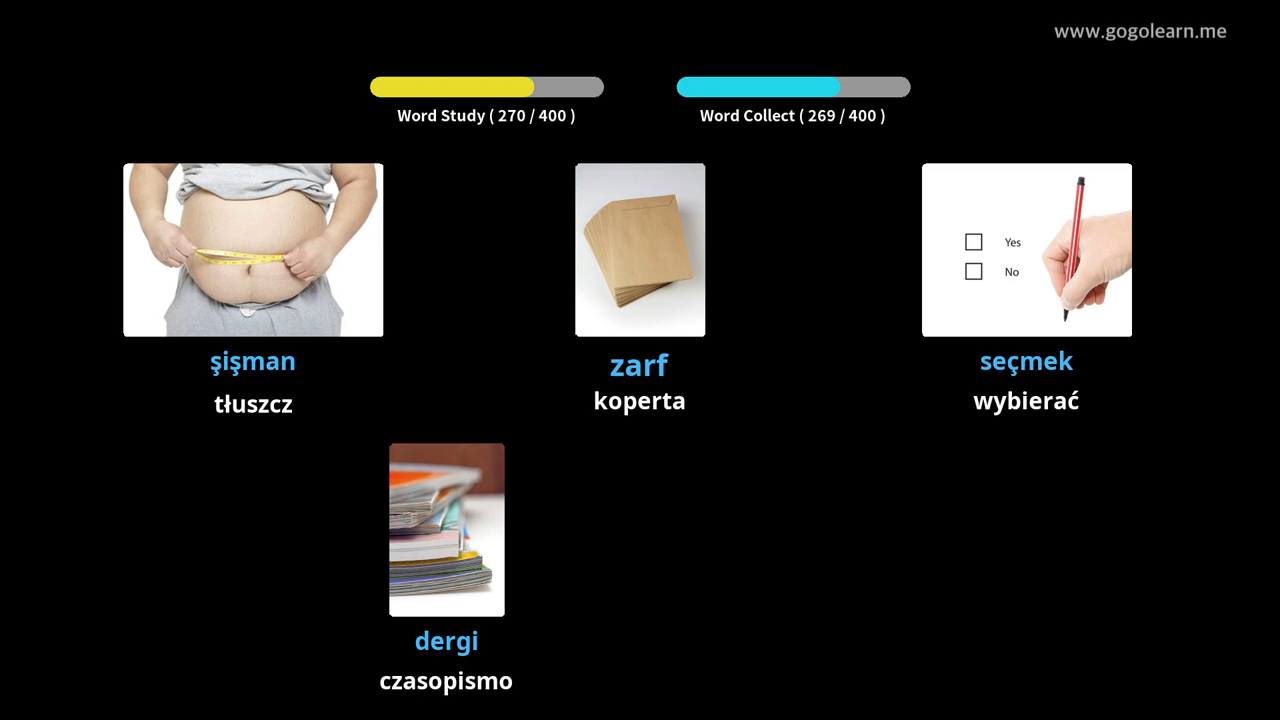 www.gogolearn.me
Word Study ( 270 / 400 )
Word Collect ( 269 / 400 )
Yes
No
şişman
zarf
seçmek
tłuszcz
koperta
wybierać
dergi
czasopismo